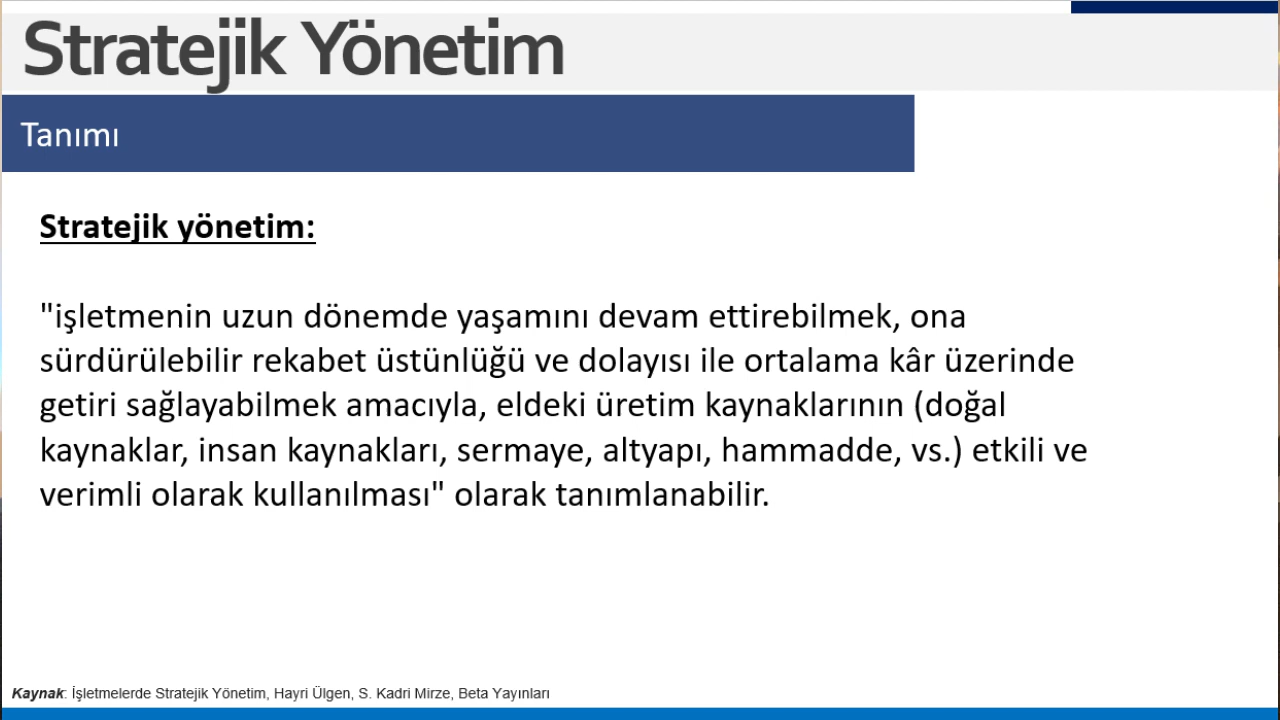 Stratejik Yönetim
Tanımı
Stratejik yönetim:
"işletmenin uzun dönemde yaşamını devam ettirebilmek, ona
sürdürülebilir rekabet üstünlüğü ve dolayısı ile ortalama kâr üzerinde
getiri sağlayabilmek amacıyla, eldeki üretim kaynaklarının (doğal
kaynaklar, insan kaynakları, sermaye, altyapı, hammadde, vs.) etkili ve
verimli olarak kullanılması" olarak tanımlanabilir.
Kaynak: İşletmelerde Stratejik Yönetim, Hayri Ülgen, S. Kadri Mirze, Beta Yayınları